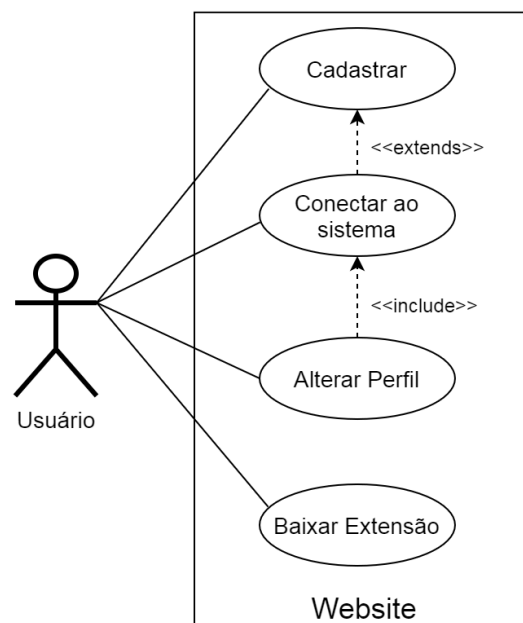 Cadastrar
<<extends>>
Conectar ao
sistema
<<include>>
Alterar Perfil
Usuário
Baixar Extensão
Website